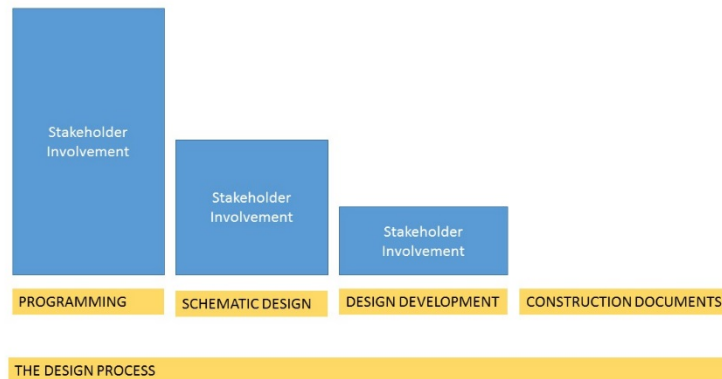 Stakeholder
Involvement
Stakeholder
Involvement
Stakeholder
Involvement
PROGRAMMING
SCHEMATIC DESIGN
DESIGN DEVELOPMENT
CONSTRUCTION DOCUMENTS
THE DESIGN PROCESS